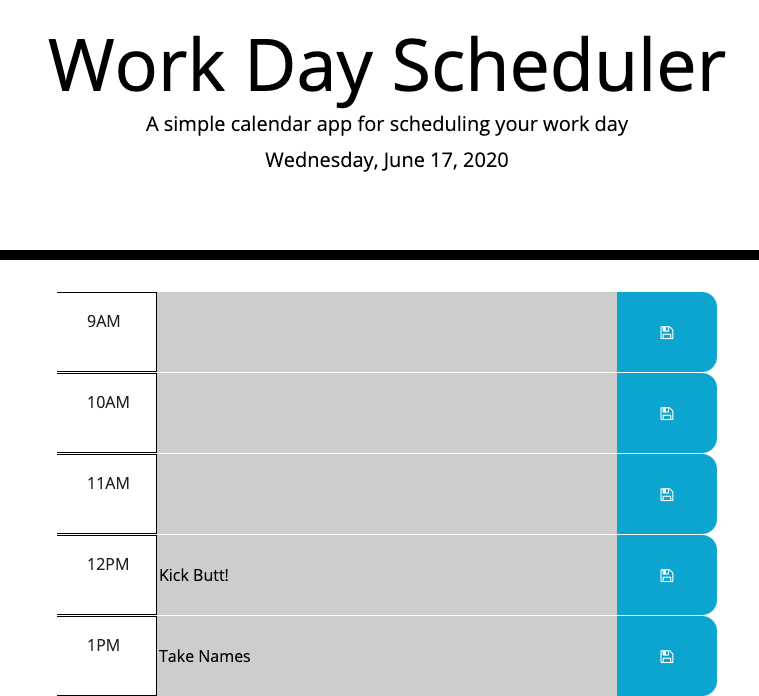 Work Day Scheduler
A simple calendar app for scheduling your work day
Wednesday, June 17, 2020
9AM
10AM
11AM
12PM
Kick Butt!
1PM
Take Names